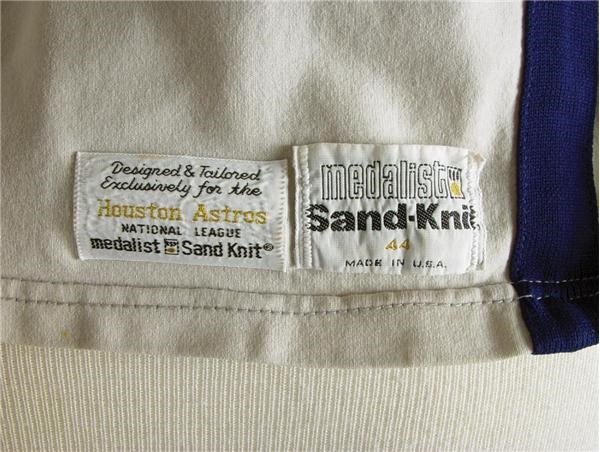 Designed & Tailored
Exclusively for the
Houston Astros
NATIONAL LEAGUE
medalist Sand Knit®
medalist
Sand-Knit
44
MADE IN U.S.A.